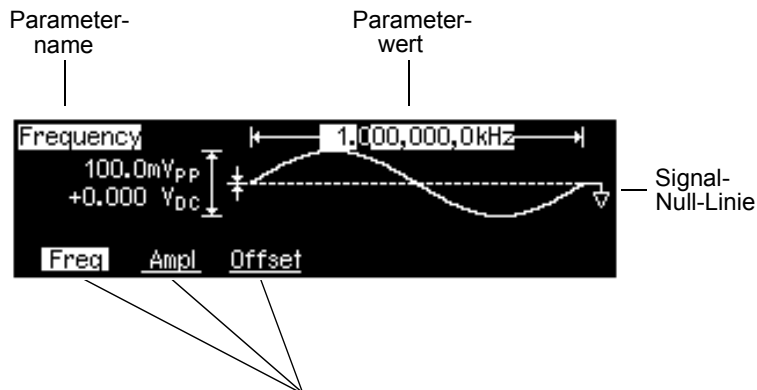 Parameter-
name
Parameter-
wert
Frequency
1.000,000,0kHz
100.0mVPP
+0.000 VDC
Signal-
Null-Linie
Freq Ampl Offset